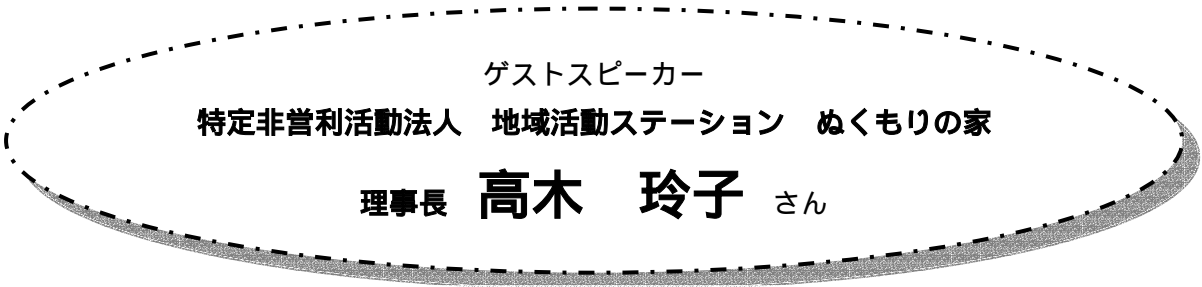 ゲストスピーカー
特定非営利活動法人　地域活動ステーション　ぬくもりの家
理事長　高木　玲子　さん